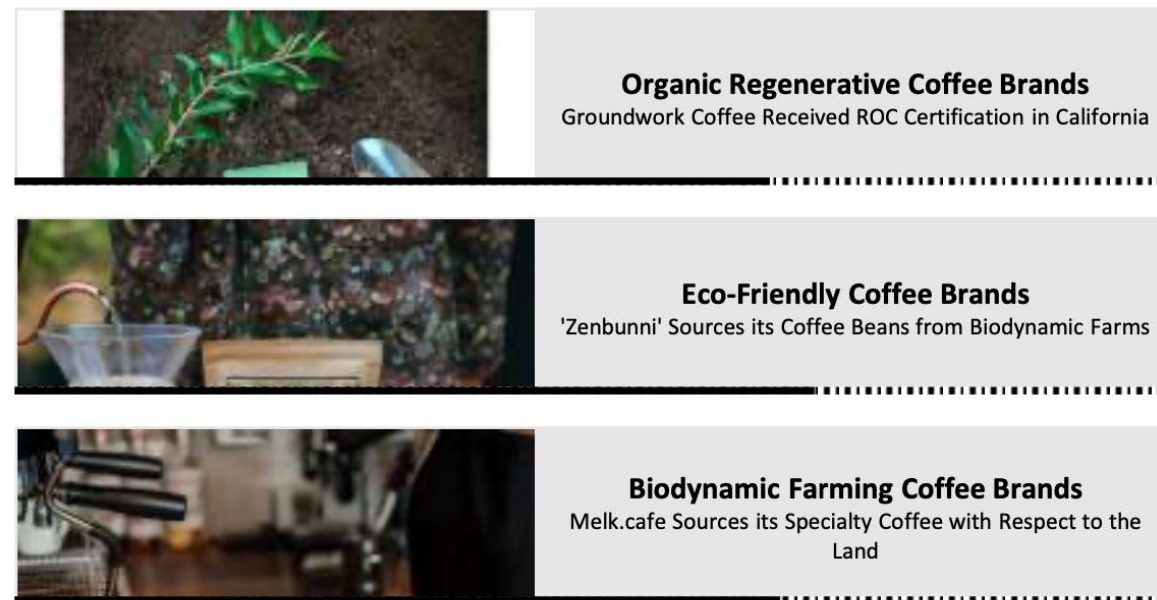 Organic Regenerative Coffee Brands
Groundwork Coffee Received ROC Certification in California
Eco-Friendly Coffee Brands
'Zenbunni' Sources its Coffee Beans from Biodynamic Farms
Biodynamic Farming Coffee Brands
Melk.cafe Sources its Specialty Coffee with Respect to the
Land